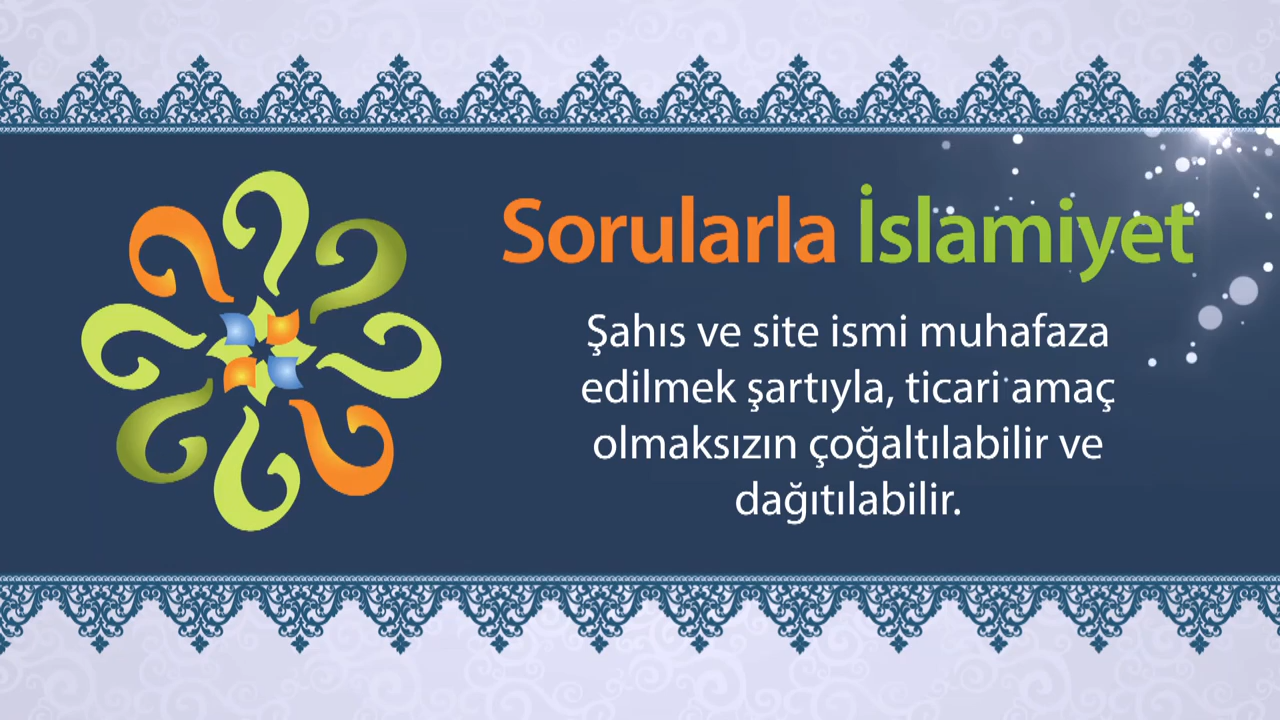 Sorularla İslamiyet
Şahıs ve site ismi muhafaza
edilmek şartıyla, ticari amaç
olmaksızın çoğaltılabilir ve
dağıtılabilir.